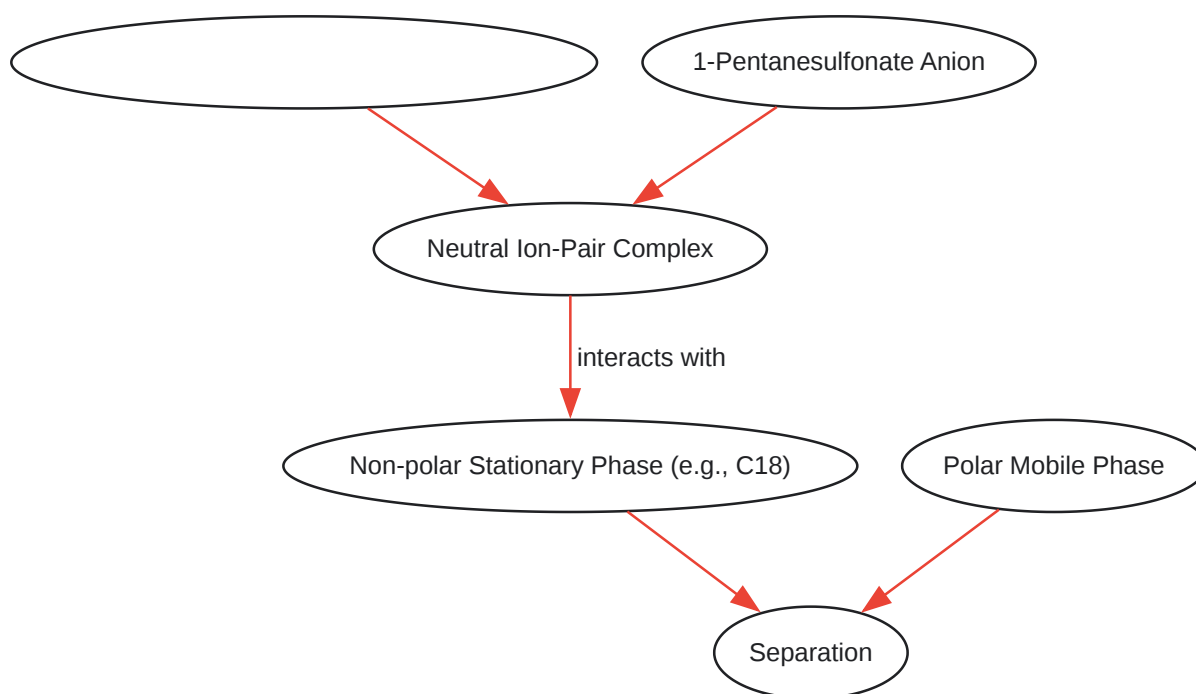 1-Pentanesulfonate Anion
Neutral Ion-Pair Complex
interacts with
Non-polar Stationary Phase (e.g., C18)
Polar Mobile Phase
Separation